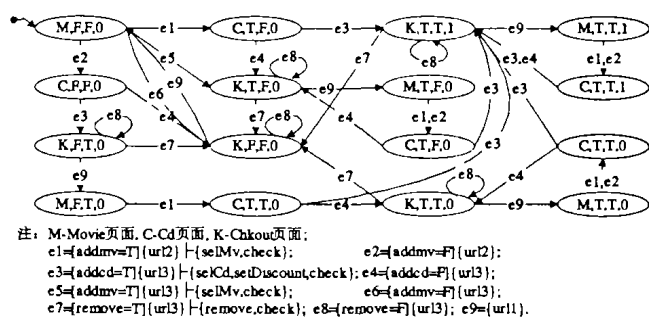 M,F,F,0 e1 C,T,F,0 e3 K,T,T,1 e9 M,T,T,1
e2 e5 e4 e8 e8 e3,e4 e1,e2
e9 e7
C,F,F,0 e6 K,T,F,0 e9 M,T,F,0 e3 e3 C,T,T,1
e3 e8 e4 e7 e8 e4 e1,e2
K,F,T,0 e7 K,F,F,0 C,T,F,0 C,T,T,0
e9 e7 e3 e8 e4 e1,e2
M,F,T,0 e1 C,T,T,0 e4 K,T,T,0 e9 M,T,T,0
注: M-Movie页面, C-Cd页面, K-Chkout页面;
e1={addmv=T]{url2}├{selMv,check}; e2=[addmv=F]{url2};
e3=[addcd=T]{url3}├{selCd,setDiscount,check}; e4=[addcd=F]{url3};
e5=[addmv=T]{url3}├{selMv,check}; e6=[addmv=F]{url3};
e7=[remove=T]{url3}├{remove,check}; e8=[remove=F]{url3}; e9={url1}.